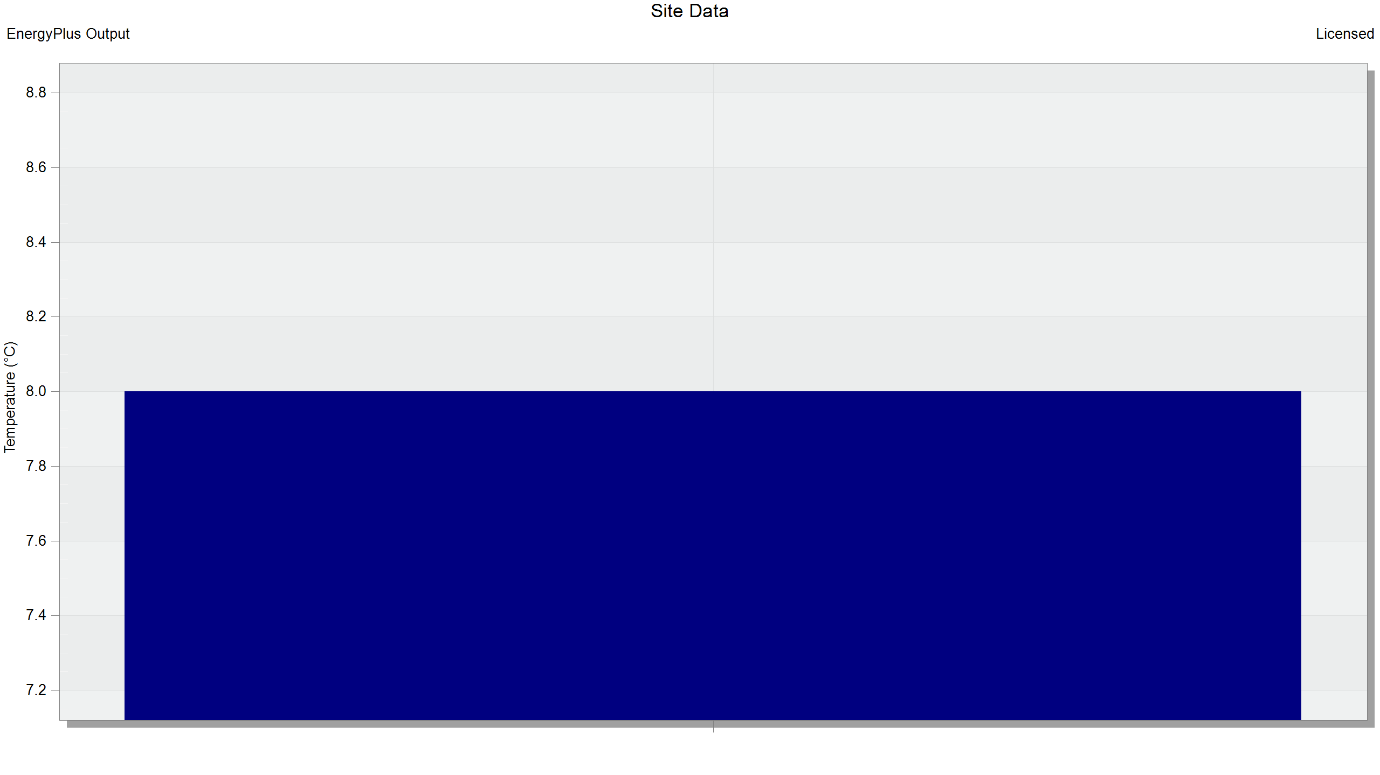 Site Data
EnergyPlus Output
Licensed
8.8
8.6
8.4
8.2
8.0
7.8
7.6
7.4
7.2
Temperature (°C)